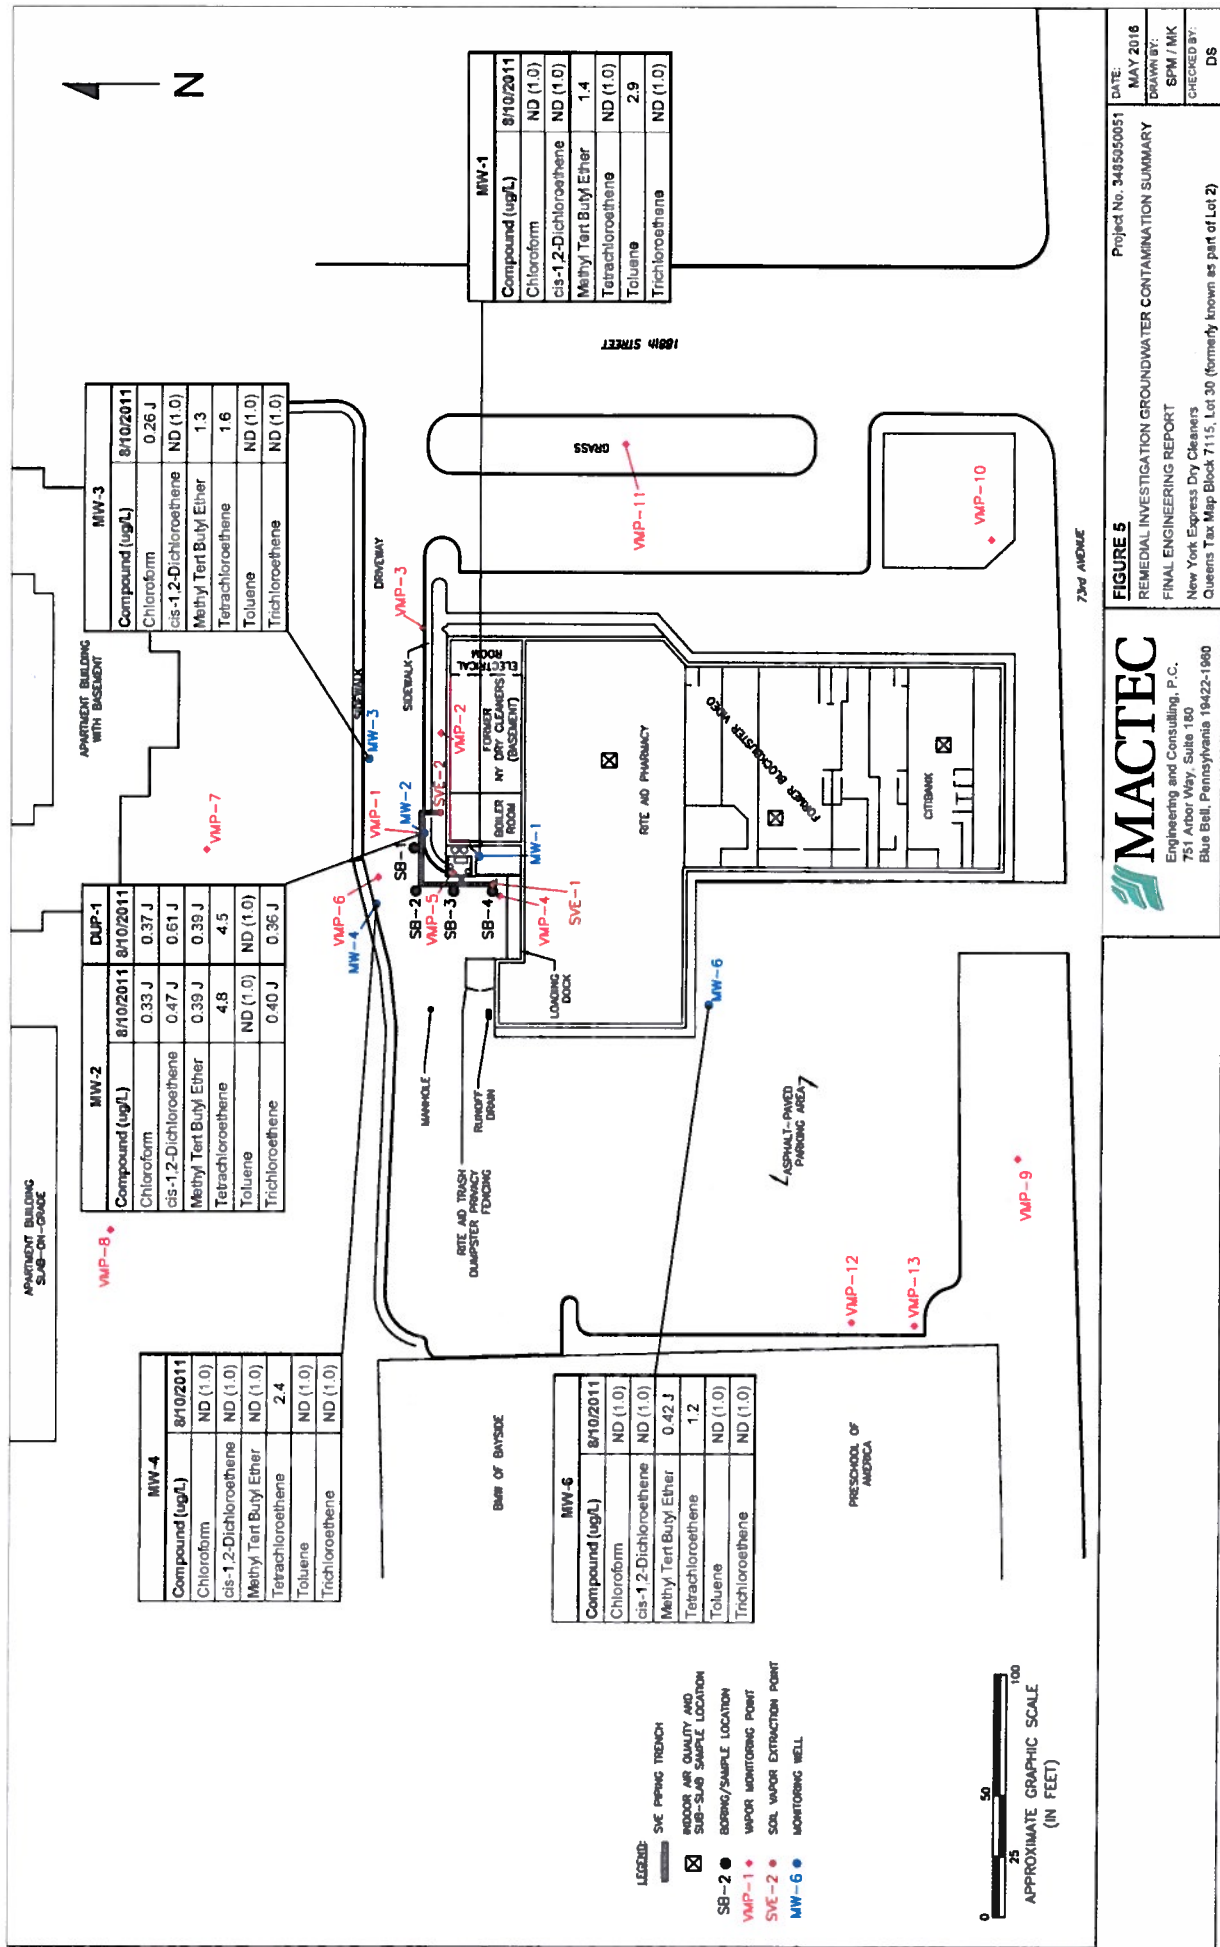 N
APARTMENT BUILDING
SLAB-ON-GRADE
APARTMENT BUILDING
WITH BASEMENT
MW-4
Compound (ug/L) 8/10/2011
Chloroform ND (1.0)
cis-1,2-Dichloroethene ND (1.0)
Methyl Tert Butyl Ether ND (1.0)
Tetrachloroethene 2.4
Toluene ND (1.0)
Trichloroethene ND (1.0)
MW-2 DUP-1
Compound (ug/L) 8/10/2011 8/10/2011
Chloroform 0.33 J 0.37 J
cis-1,2-Dichloroethene 0.47 J 0.61 J
Methyl Tert Butyl Ether 0.39 J 0.39 J
Tetrachloroethene 4.8 4.5
Toluene ND (1.0) ND (1.0)
Trichloroethene 0.40 J 0.36 J
MW-3
Compound (ug/L) 8/10/2011
Chloroform 0.26 J
cis-1,2-Dichloroethene ND (1.0)
Methyl Tert Butyl Ether 1.3
Tetrachloroethene 1.6
Toluene ND (1.0)
Trichloroethene ND (1.0)
MW-1
Compound (ug/L) 8/10/2011
Chloroform ND (1.0)
cis-1,2-Dichloroethene ND (1.0)
Methyl Tert Butyl Ether 1.4
Tetrachloroethene ND (1.0)
Toluene 2.9
Trichloroethene ND (1.0)
MW-6
Compound (ug/L) 8/10/2011
Chloroform ND (1.0)
cis-1,2-Dichloroethene ND (1.0)
Methyl Tert Butyl Ether 0.42 J
Tetrachloroethene 1.2
Toluene ND (1.0)
Trichloroethene ND (1.0)
VMP-8
VMP-7
VMP-6
MW-4
SIDEWALK
MW-3
DRIVEWAY
VMP-1
MW-2
SIDEWALK
VMP-3
SB-1
SB-2
VMP-5
SB-3
SB-4
SVE-2
VMP-2
VMP-4
SVE-1
MW-1
BOILER
ROOM
FORMER
NY DRY CLEANERS
(BASEMENT)
ELECTRICAL
ROOM
MANHOLE
RITE AID TRASH
DUMPSTER PRIVACY
FENCING
RUNOFF
DRAIN
LOADING
DOCK
RITE AID PHARMACY
FORMER BLOCKBUSTER VIDEO
CITIBANK
GRASS
188th STREET
VMP-11
VMP-10
MW-6
ASPHALT-PAVED
PARKING AREA
BMW OF BAYSIDE
PRESCHOOL OF
AMERICA
VMP-12
VMP-13
VMP-9
73rd AVENUE
LEGEND:
SVE PIPING TRENCH
INDOOR AIR QUALITY AND
SUB-SLAB SAMPLE LOCATION
SB-2 BORING/SAMPLE LOCATION
VMP-1 VAPOR MONITORING POINT
SVE-2 SOIL VAPOR EXTRACTION POINT
MW-6 MONITORING WELL
0 25 50 100
APPROXIMATE GRAPHIC SCALE
(IN FEET)
MACTEC
Engineering and Consulting, P.C.
751 Arbor Way, Suite 180
Blue Bell, Pennsylvania 19422-1960
FIGURE 5 Project No. 3485050051
REMEDIAL INVESTIGATION GROUNDWATER CONTAMINATION SUMMARY
FINAL ENGINEERING REPORT
New York Express Dry Cleaners
Queens Tax Map Block 7115, Lot 30 (formerly known as part of Lot 2)
DATE:
MAY 2016
DRAWN BY:
SPM / MK
CHECKED BY:
DS